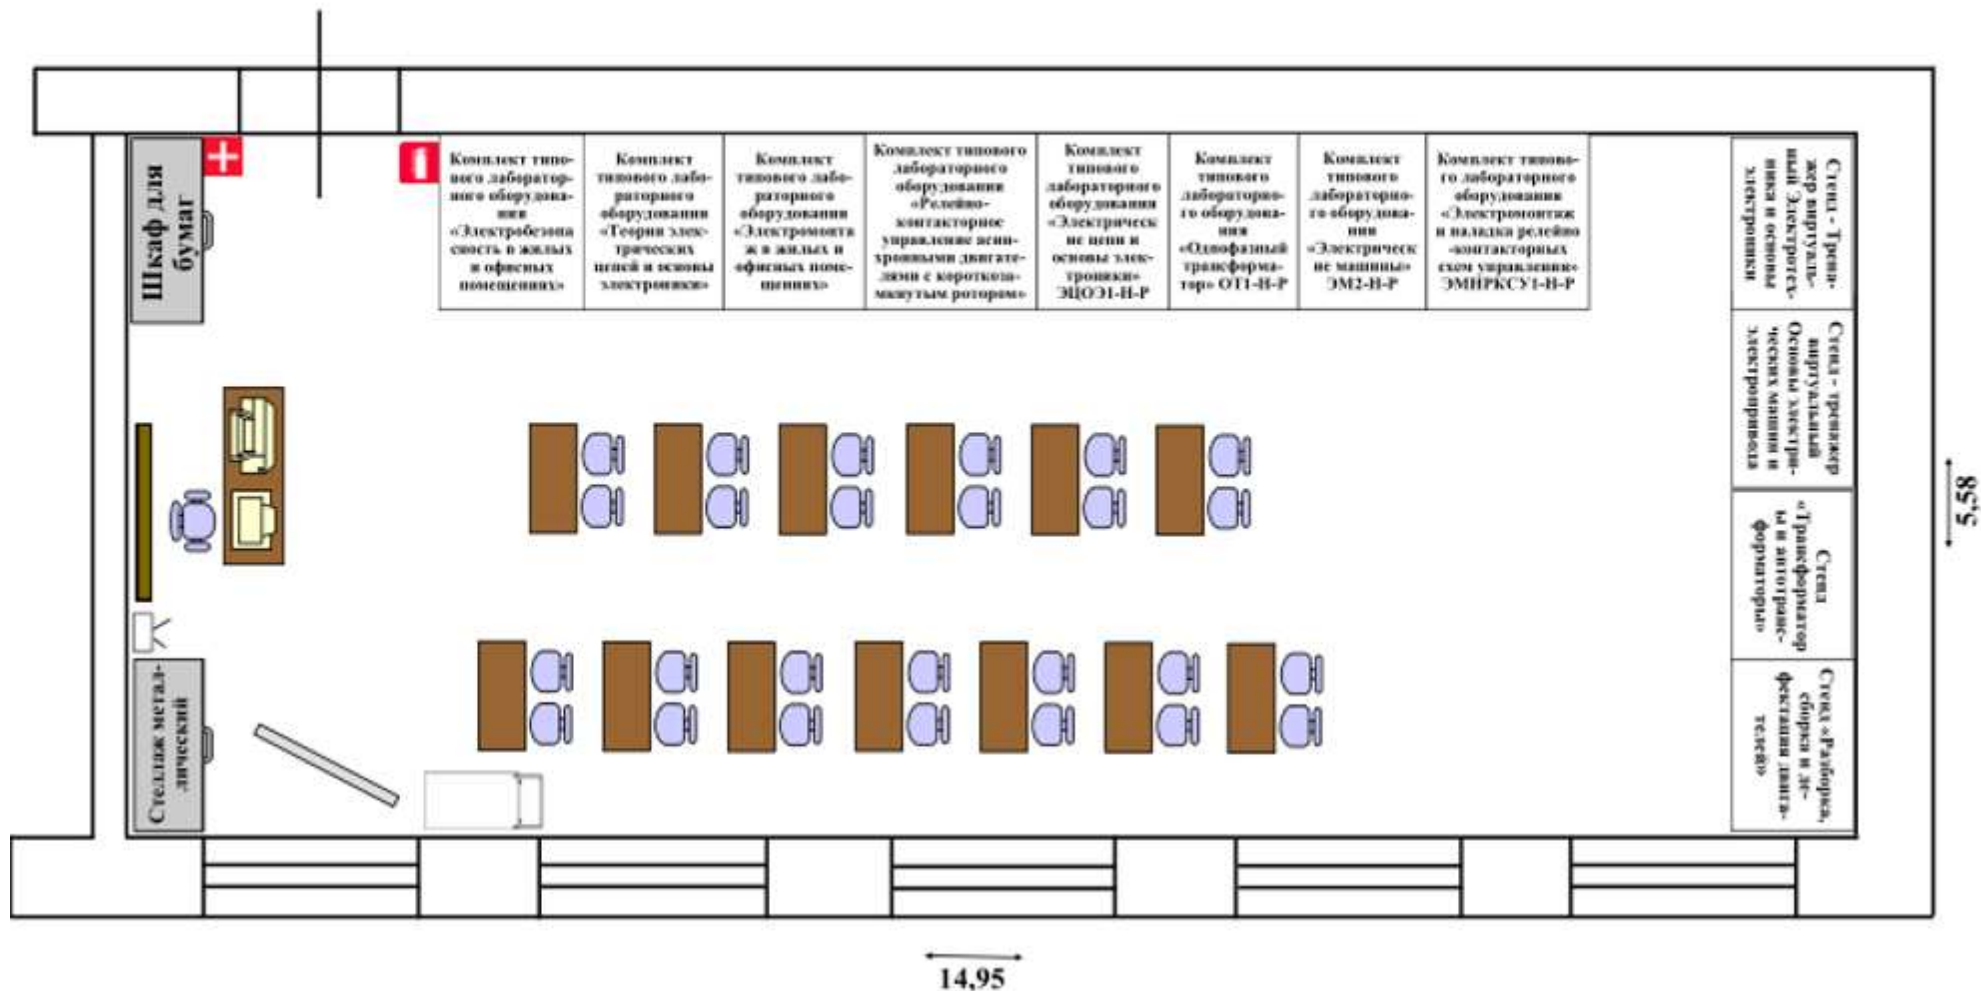 Шкаф для
бумаг
Комплект типо-
вого лаборатор-
ного оборудова-
ния
«Электробезопа
сность в жилых
и офисных
помещениях»
Комплект
типового лабо-
раторного
оборудования
«Теории элек-
трических
цепей и основы
электроники»
Комплект
типового лабо-
раторного
оборудования
«Электромонта
ж в жилых и
офисных поме-
щениях»
Комплект типового
лабораторного
оборудования
«Релейно-
контакторное
управление асин-
хронными двигате-
лями с короткоза-
мкнутым ротором»
Комплект
типового
лабораторного
оборудования
«Электрическ
ие цепи и
основы элек-
троники»
ЭЦОЭ1-Н-Р
Комплект
типового
лабораторно-
го оборудова-
ния
«Однофазный
трансформа-
тор» ОТ1-Н-Р
Комплект
типового
лабораторно-
го оборудова-
ния
«Электрическ
ие машины»
ЭМ2-Н-Р
Комплект типово-
го лабораторного
оборудования
«Электромонтаж
и наладка релейно
-контакторных
схем управления»
ЭМНРКСУ1-Н-Р
Стенд - Трена-
жер виртуаль-
ный Электротех-
ника и основы
электроники
Стенд - тренажер
виртуальный
Основы электри-
ческих машин и
электропривода
Стенд
«Трансформатор
ы и автотранс-
форматоры»
Стенд «Разборка,
сборка и де-
фектация двига-
телей»
Стеллаж метал-
лический
5,58
14,95